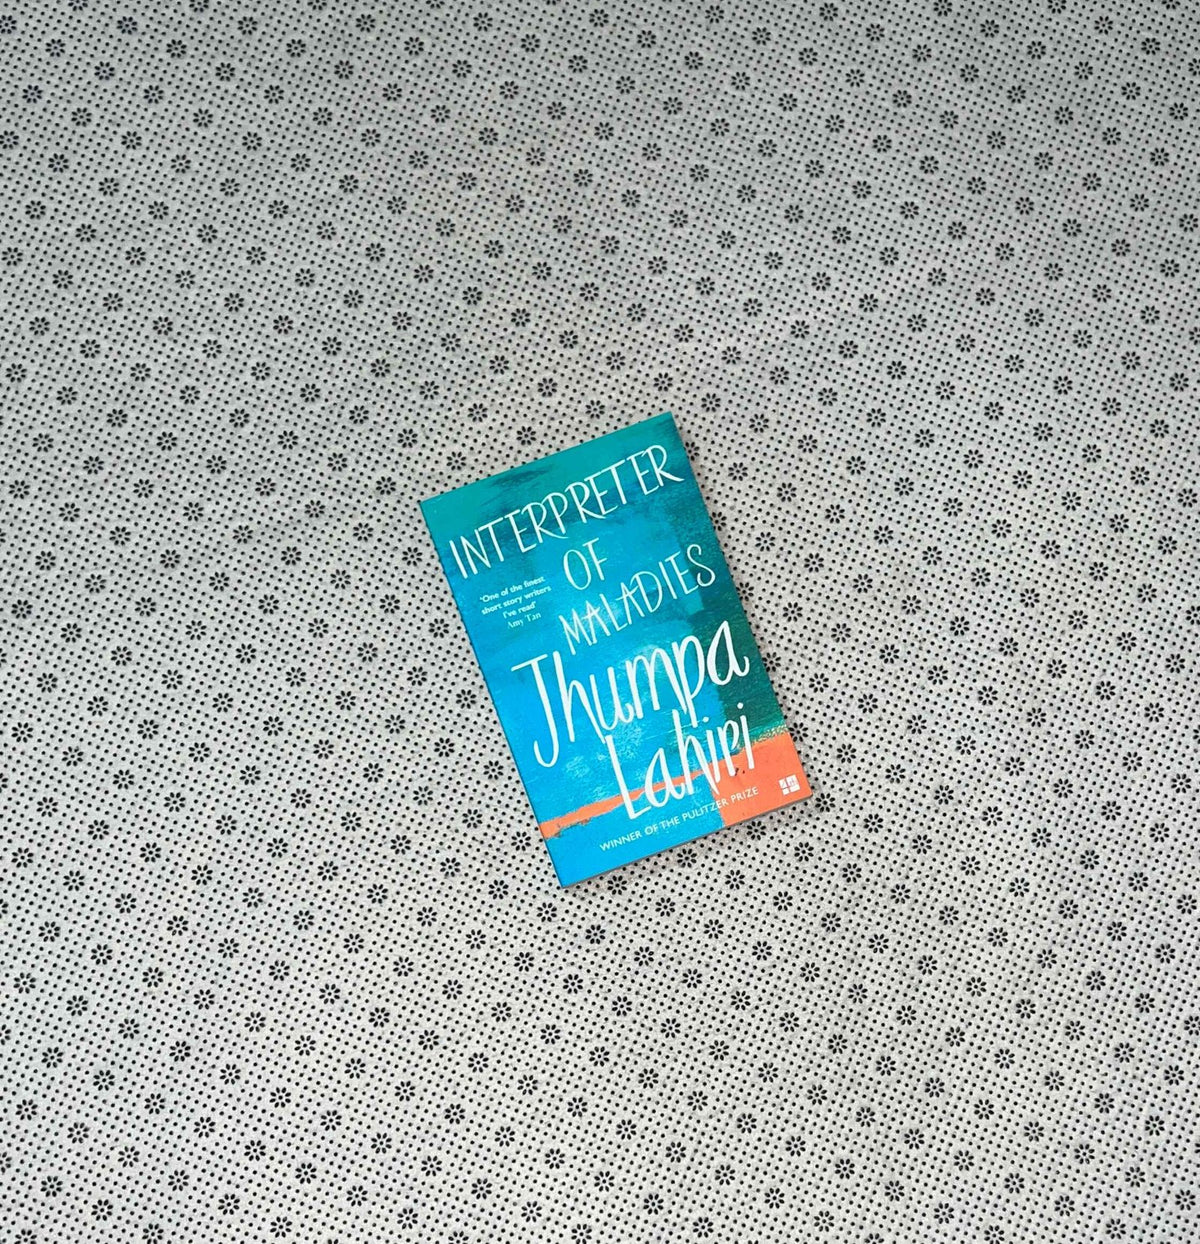 INTERPRETER
OF
MALADIES
'One of the finest
short story writers
I've read'
Amy Tan
Jhumpa
Lahiri
WINNER OF THE PULITZER PRIZE